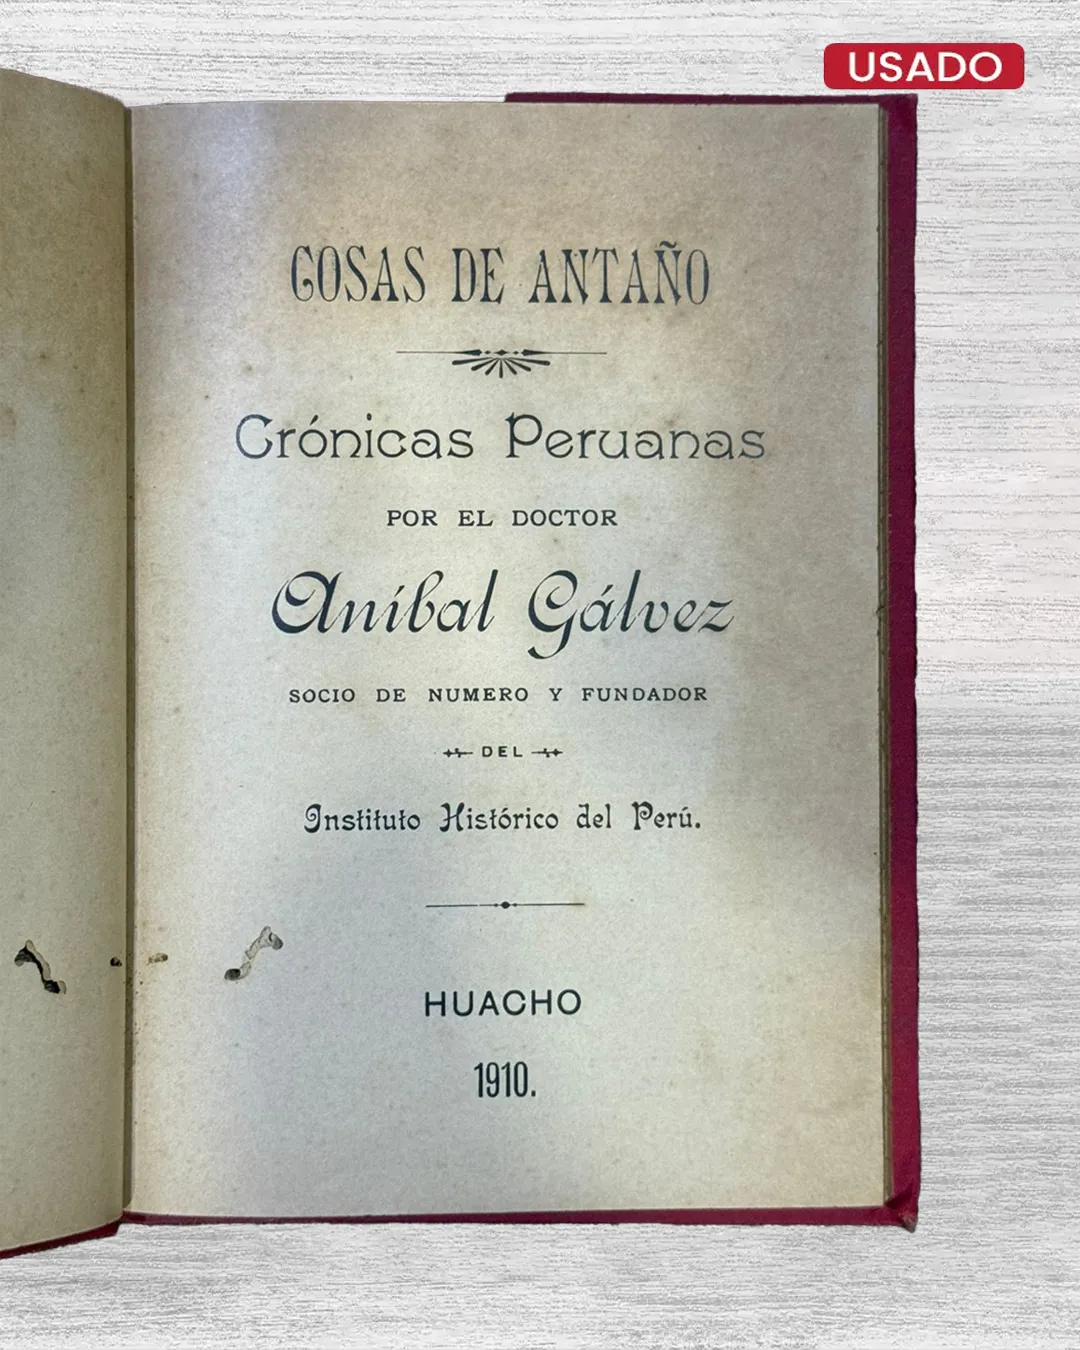 USADO
COSAS DE ANTAÑO
Crónicas Peruanas
POR EL DOCTOR
Aníbal Gálvez
SOCIO DE NUMERO Y FUNDADOR
DEL
Instituto Histórico del Perú.
HUACHO
1910.